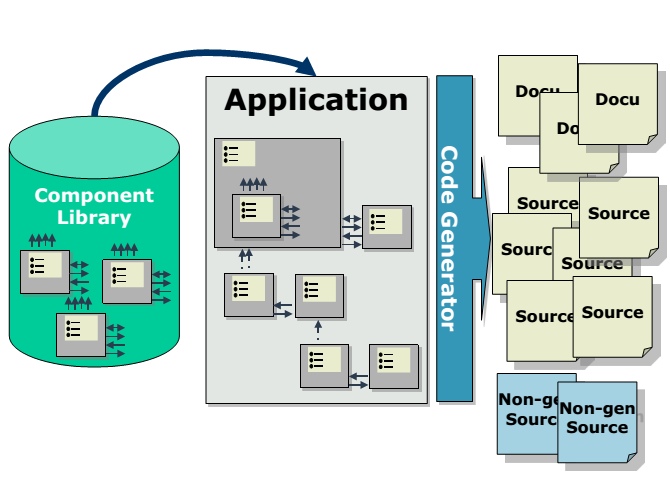 Application
Component
Library
Code Generator
Docu
Docu
Source
Source
Source
Source
Source
Source
Non-gen
Source
Non-gen
Source